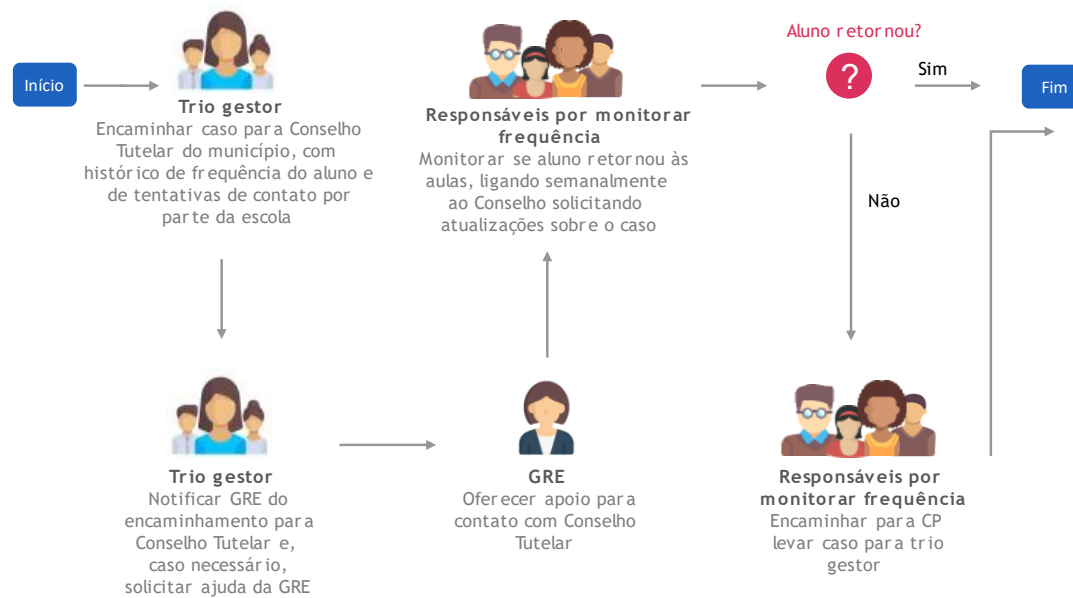 Início
Trio gestor
Encaminhar caso para Conselho
Tutelar do município, com
histórico de frequência do aluno e
de tentativas de contato por
parte da escola
Trio gestor
Notificar GRE do
encaminhamento para
Conselho Tutelar e,
caso necessário,
solicitar ajuda da GRE
GRE
Oferecer apoio para
contato com Conselho
Tutelar
Responsáveis por monitorar
frequência
Monitorar se aluno retornou às
aulas, ligando semanalmente
ao Conselho solicitando
atualizações sobre o caso
Aluno retornou?
?
Sim
Fim
Não
Responsáveis por
monitorar frequência
Encaminhar para CP
levar caso para trio
gestor